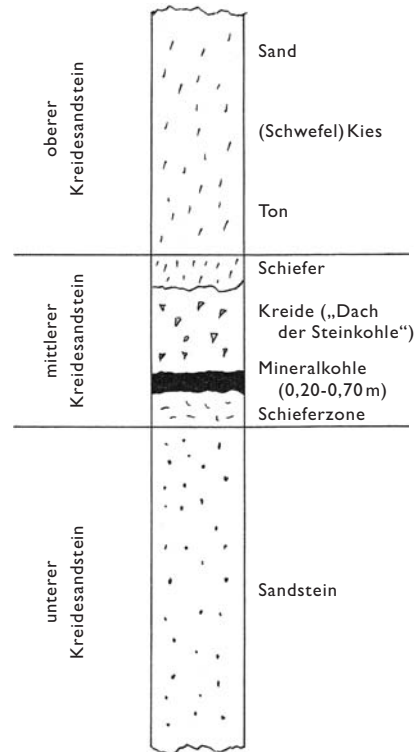 oberer
Kreidesandstein
Sand
(Schwefel) Kies
Ton
mittlerer
Kreidesandstein
Schiefer
Kreide („Dach
der Steinkohle“)
Mineralkohle
(0,20-0,70 m)
Schieferzone
unterer
Kreidesandstein
Sandstein